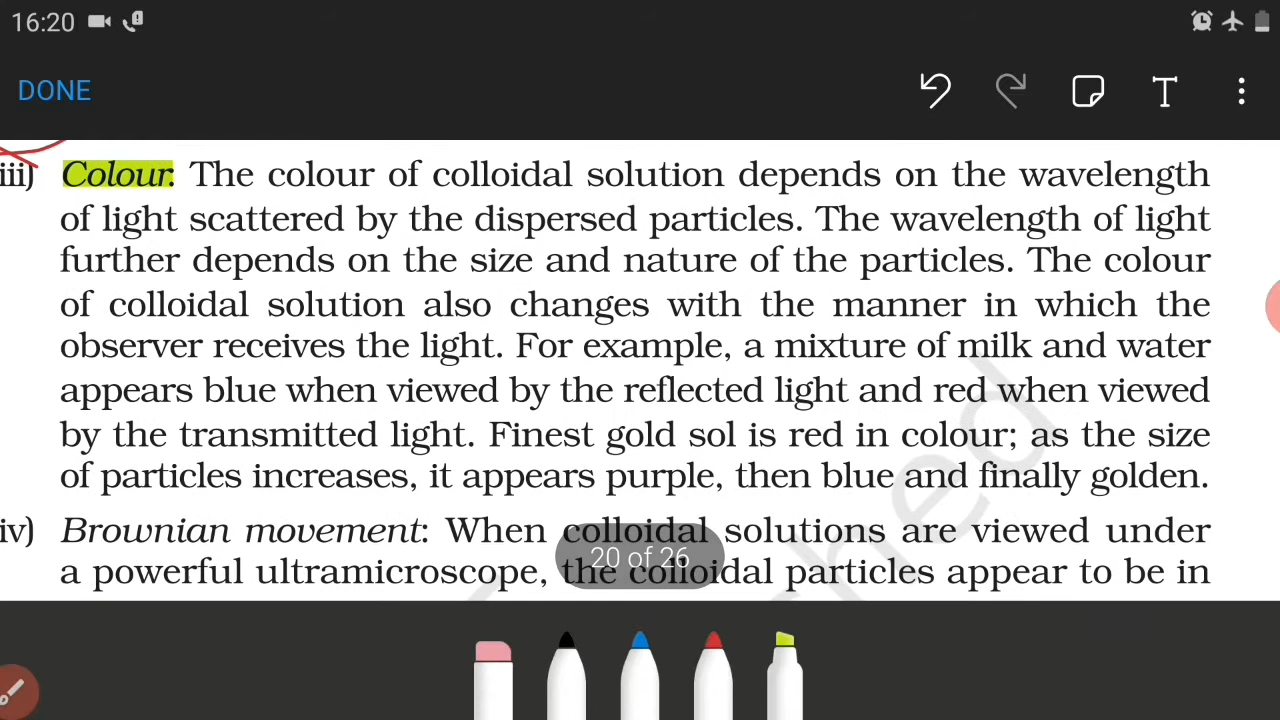 16:20
DONE
T
iii) Colour: The colour of colloidal solution depends on the wavelength
of light scattered by the dispersed particles. The wavelength of light
further depends on the size and nature of the particles. The colour
of colloidal solution also changes with the manner in which the
observer receives the light. For example, a mixture of milk and water
appears blue when viewed by the reflected light and red when viewed
by the transmitted light. Finest gold sol is red in colour; as the size
of particles increases, it appears purple, then blue and finally golden.
iv) Brownian movement: When colloidal solutions are viewed under
20 of 26
a powerful ultramicroscope, the colloidal particles appear to be in